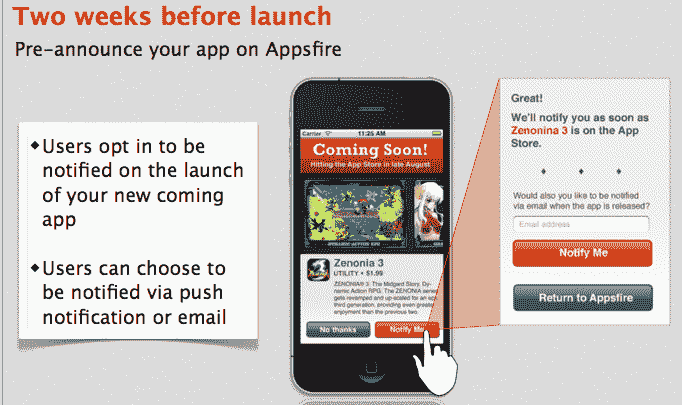 Two weeks before launch
Pre-announce your app on Appsfire
Users opt in to be
notified on the launch
of your new coming
app
Users can choose to
be notified via push
notification or email
Carrier
11:25 AM
Coming Soon!
Hitting the App Store in late August
Zenonia 3
UTILITY • $1.99
ZENONIA® 3. The Midgard Story. Dy-
namic Action RPG. The ZENONIA series
gets revamped and up-scaled for an epic
third generation, providing even greater
enjoyment than the previous two.
No thanks
Notify Me
Great!
We'll notify you as soon as
Zenonina 3 is on the App
Store.
Would also you like to be notified
via email when the app is released?
Email address
Notify Me
Return to Appsfire